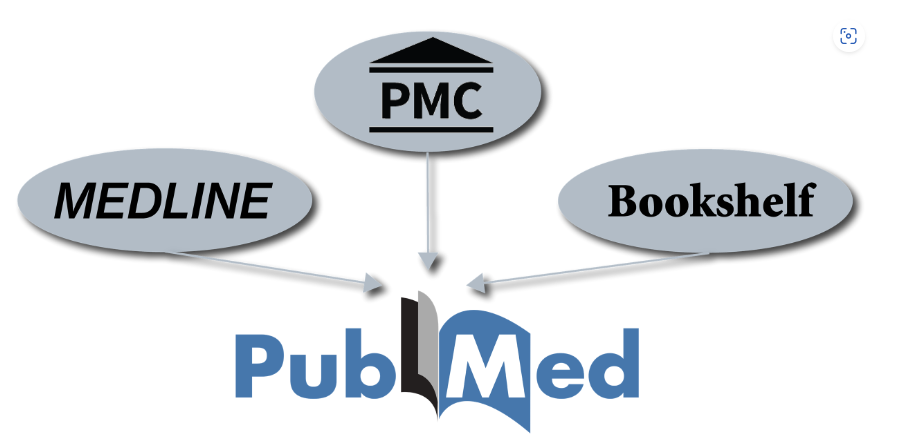 PMC
MEDLINE
Bookshelf
PubMed